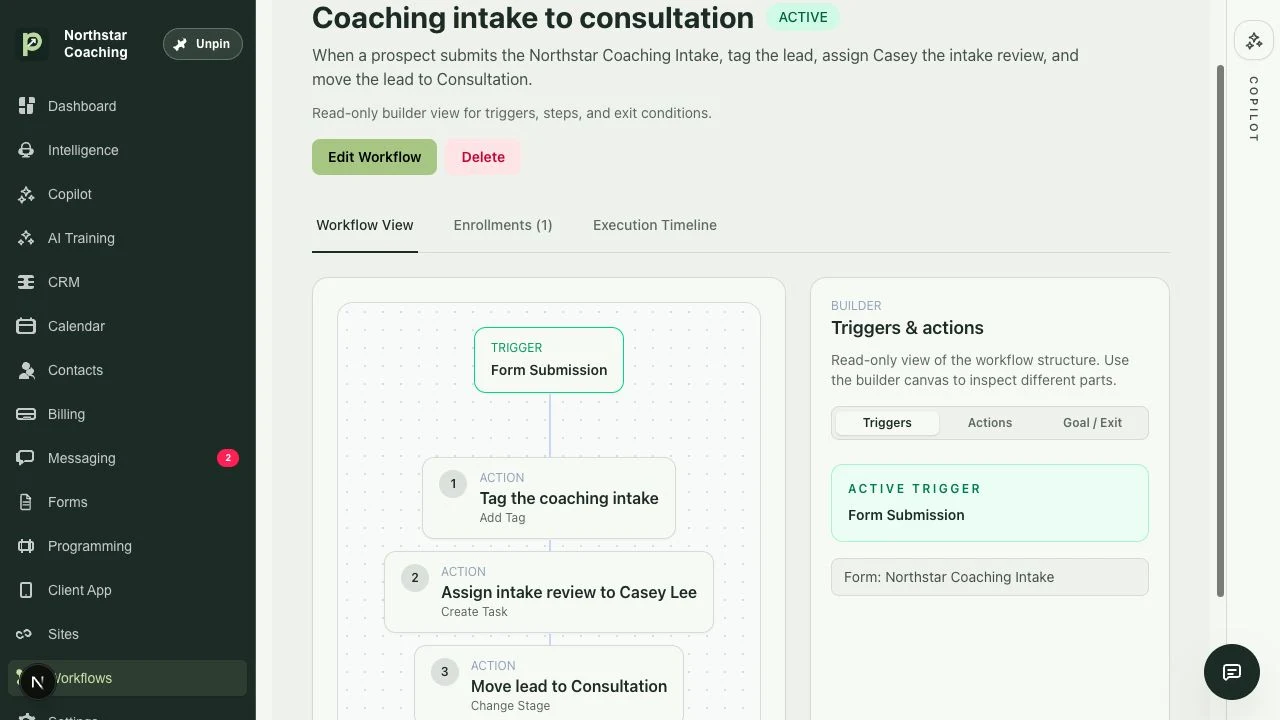 Northstar
Coaching
Unpin
Dashboard
Intelligence
Copilot
AI Training
CRM
Calendar
Contacts
Billing
Messaging
2
Forms
Programming
Client App
Sites
Workflows
N
Settings
Coaching intake to consultation
ACTIVE
When a prospect submits the Northstar Coaching Intake, tag the lead, assign Casey the intake review, and
move the lead to Consultation.
Read-only builder view for triggers, steps, and exit conditions.
Edit Workflow
Delete
Workflow View
Enrollments (1)
Execution Timeline
TRIGGER
Form Submission
1
ACTION
Tag the coaching intake
Add Tag
2
ACTION
Assign intake review to Casey Lee
Create Task
3
ACTION
Move lead to Consultation
Change Stage
BUILDER
Triggers & actions
Read-only view of the workflow structure. Use
the builder canvas to inspect different parts.
Triggers
Actions
Goal / Exit
ACTIVE TRIGGER
Form Submission
Form: Northstar Coaching Intake
COPILOT